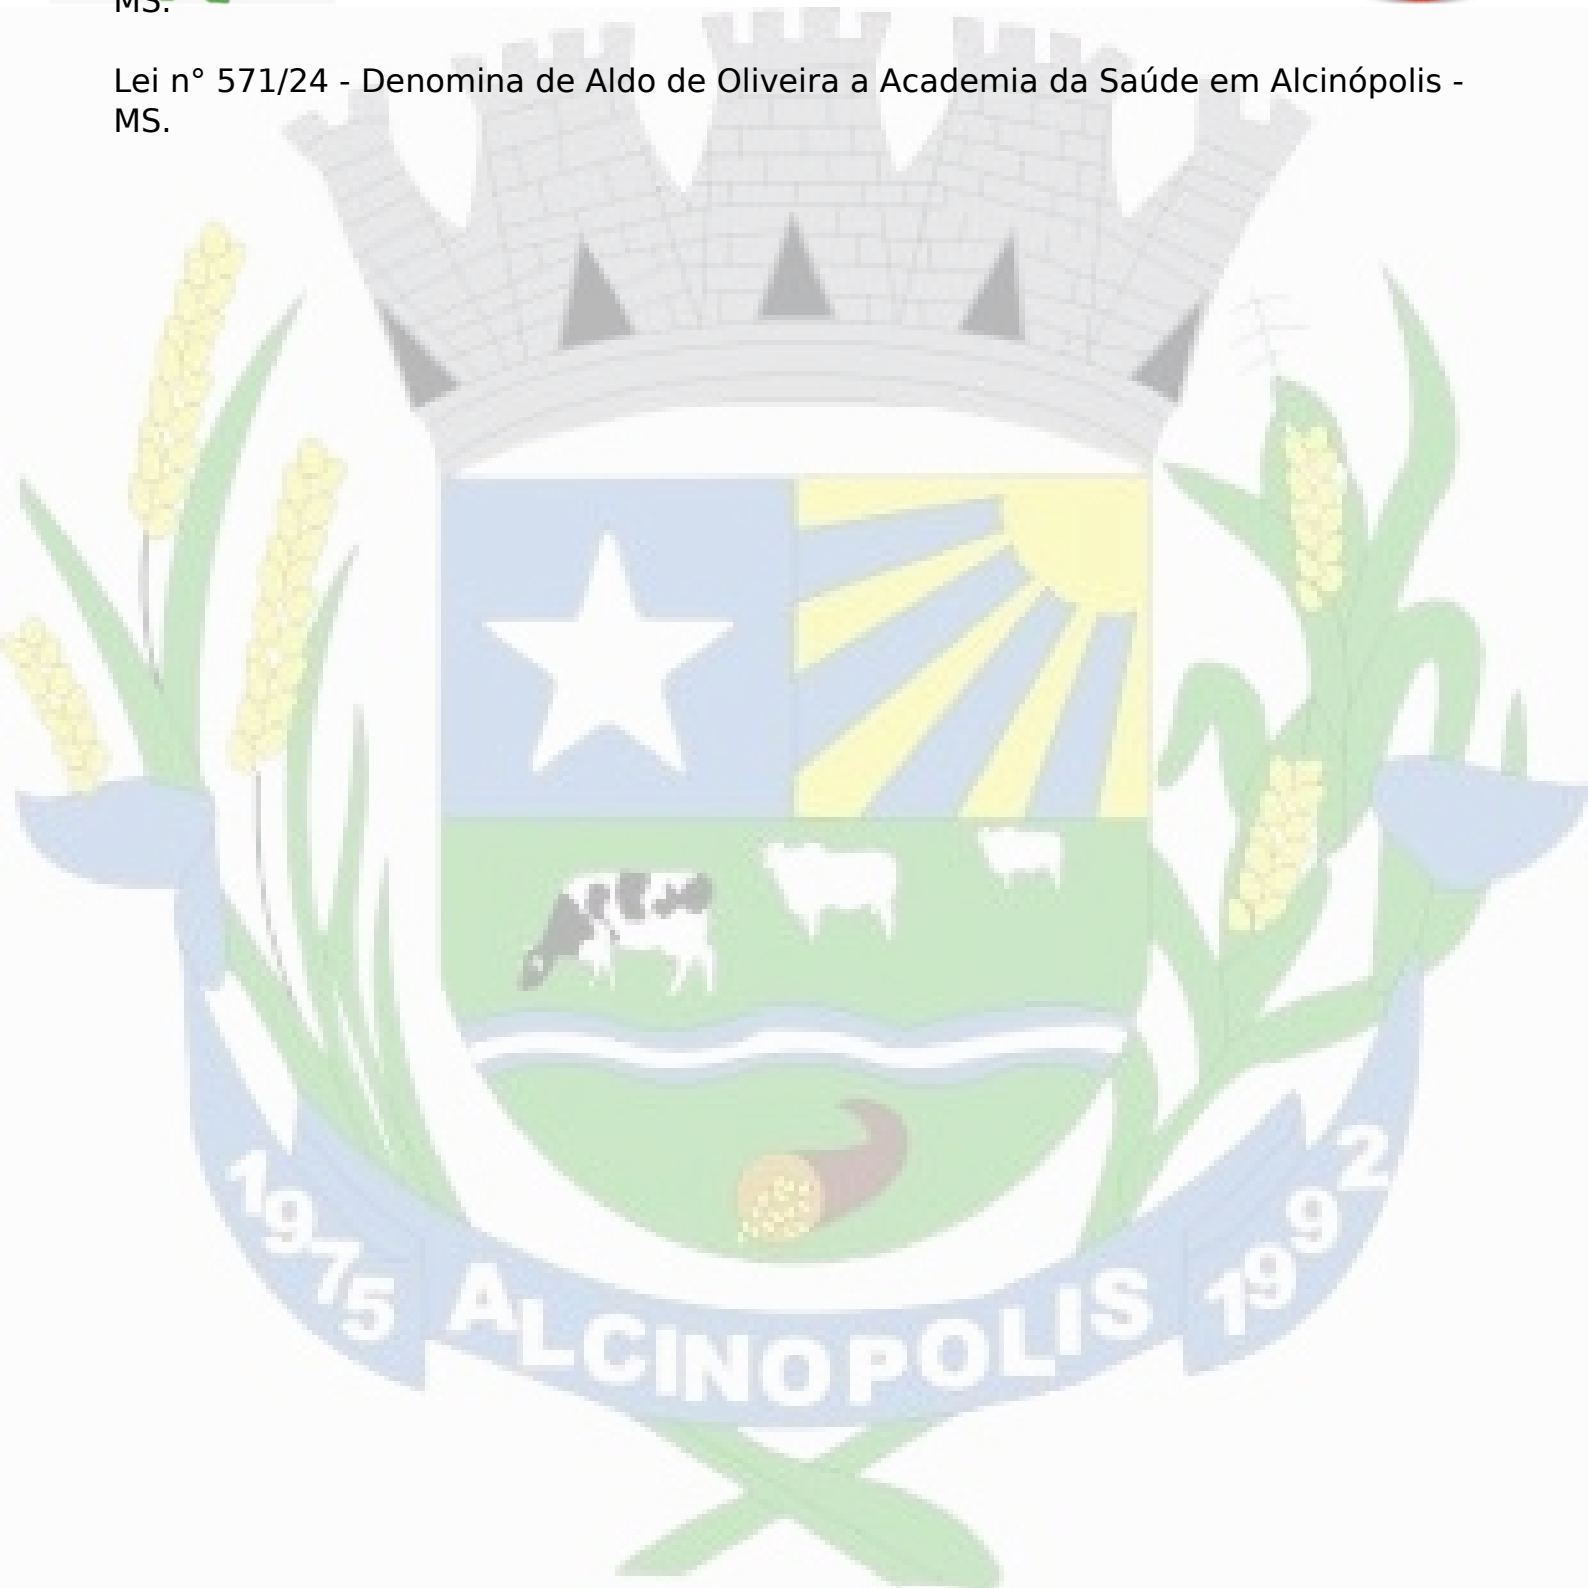 MS.
Lei n° 571/24 - Denomina de Aldo de Oliveira a Academia da Saúde em Alcinópolis -
MS.
1975
ALCINOPOLIS
1992